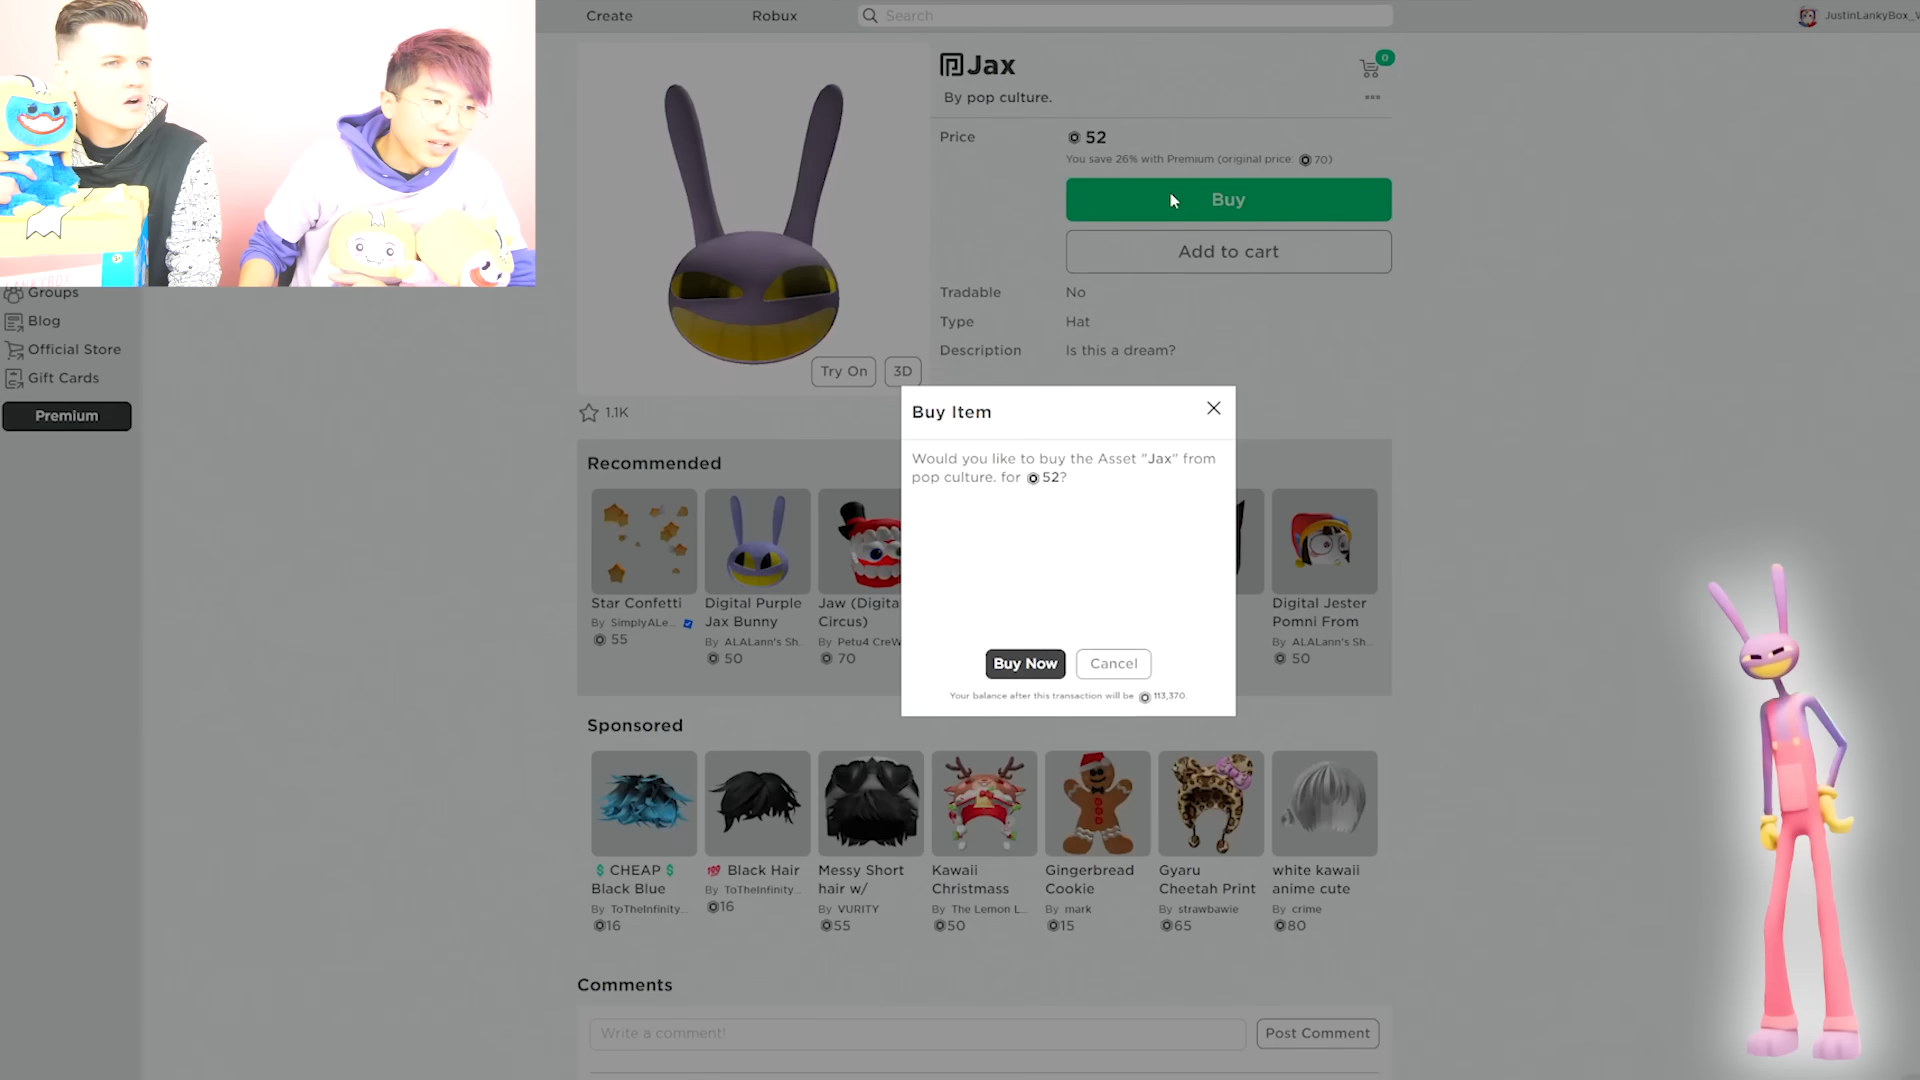 Create
Robux
Search
JustinLankyBox_
Jax
0
By pop culture.
Price
52
You save 26% with Premium (original price: 70)
Buy
Add to cart
Tradable
No
Type
Hat
Description
Is this a dream?
Try On
3D
1.1K
Groups
Blog
Official Store
Gift Cards
Premium
Buy Item
Would you like to buy the Asset "Jax" from
pop culture. for 52?
Buy Now
Cancel
Your balance after this transaction will be 113,370.
Recommended
Star Confetti
By SimplyALe...
55
Digital Purple
Jax Bunny
By ALALann's Sh..
50
Jaw (Digita
Circus)
By Petu4 CreW
70
Digital Jester
Pomni From
By ALALann's Sh..
50
Sponsored
$ CHEAP $
Black Blue
By ToTheInfinity...
16
💯 Black Hair
By ToTheInfinity...
16
Messy Short
hair w/
By VURITY
55
Kawaii
Christmass
By The Lemon L...
50
Gingerbread
Cookie
By mark
15
Gyaru
Cheetah Print
By strawbawie
65
white kawaii
anime cute
By crime
80
Comments
Write a comment!
Post Comment